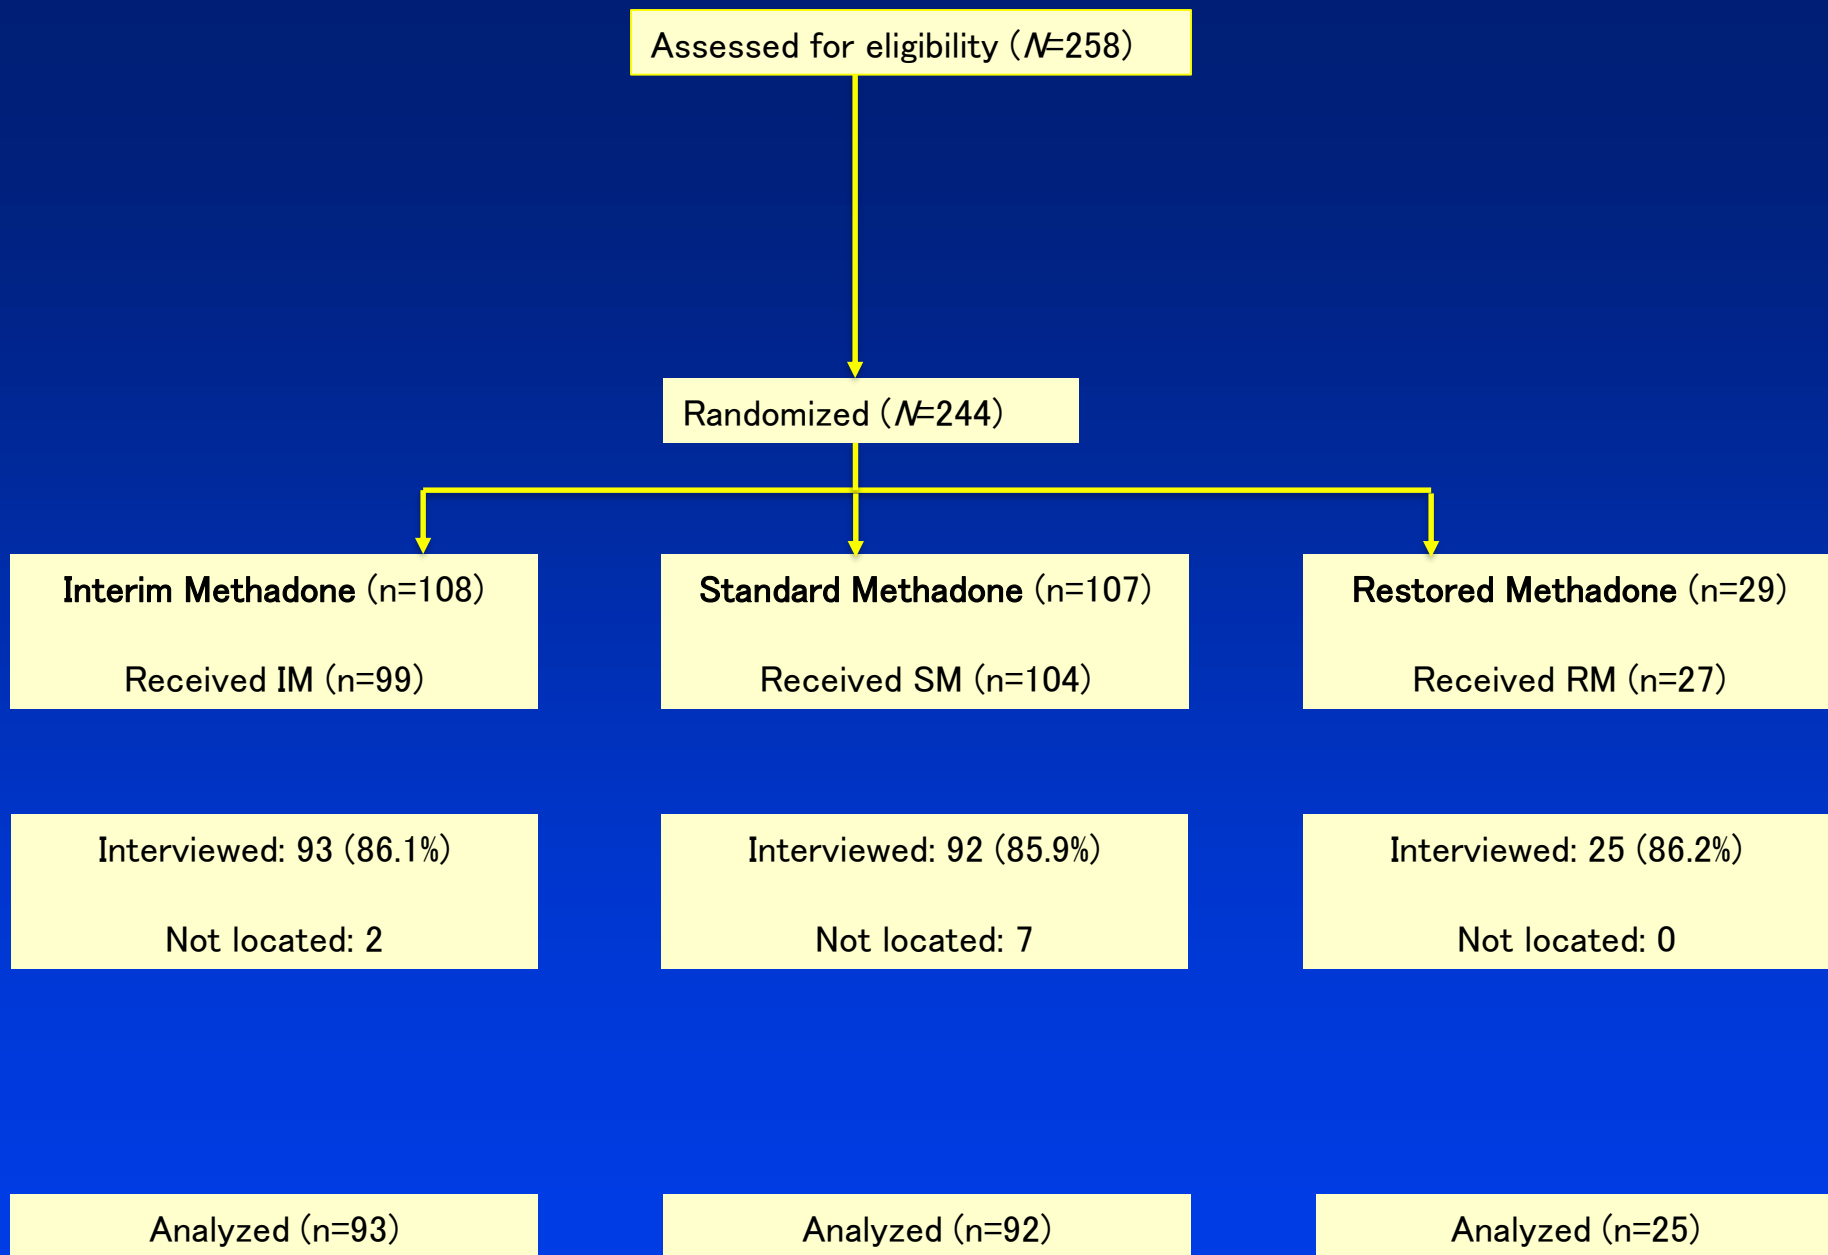 Assessed for eligibility (N=258)
Randomized (N=244)
Interim Methadone (n=108)
Received IM (n=99)
Standard Methadone (n=107)
Received SM (n=104)
Restored Methadone (n=29)
Received RM (n=27)
Interviewed: 93 (86.1%)
Not located: 2
Interviewed: 92 (85.9%)
Not located: 7
Interviewed: 25 (86.2%)
Not located: 0
Analyzed (n=93)
Analyzed (n=92)
Analyzed (n=25)